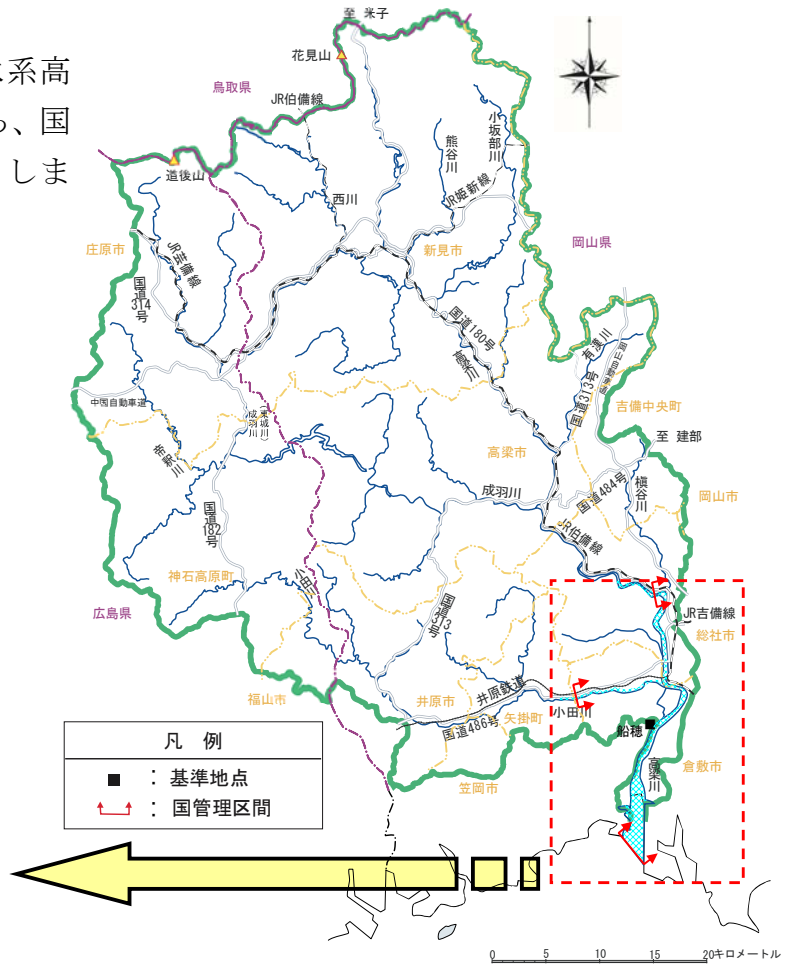 至 米子
花見山
水系高
、国
しま
鳥取県
JR伯備線
小坂部川
熊谷川
道後山
西川
JR姫新線
庄原市
JR芸備線
新見市
岡山県
国道314号
国道180号
高梁川
有漢川
岡山自動車道
国道313号
中国自動車道
吉備中央町
成羽川
東城川
至 建部
高梁市
帝釈川
槇谷川
成羽川
国道484号
岡山市
国道182号
JR伯備線
神石高原町
小田川
広島県
国道313号
JR吉備線
総社市
福山市
井原市
井原鉄道
矢掛町
小田川
国道486号
船穂
凡 例
■ : 基準地点
: 国管理区間
笠岡市
高梁川
倉敷市
0 5 10 15 20キロメートル